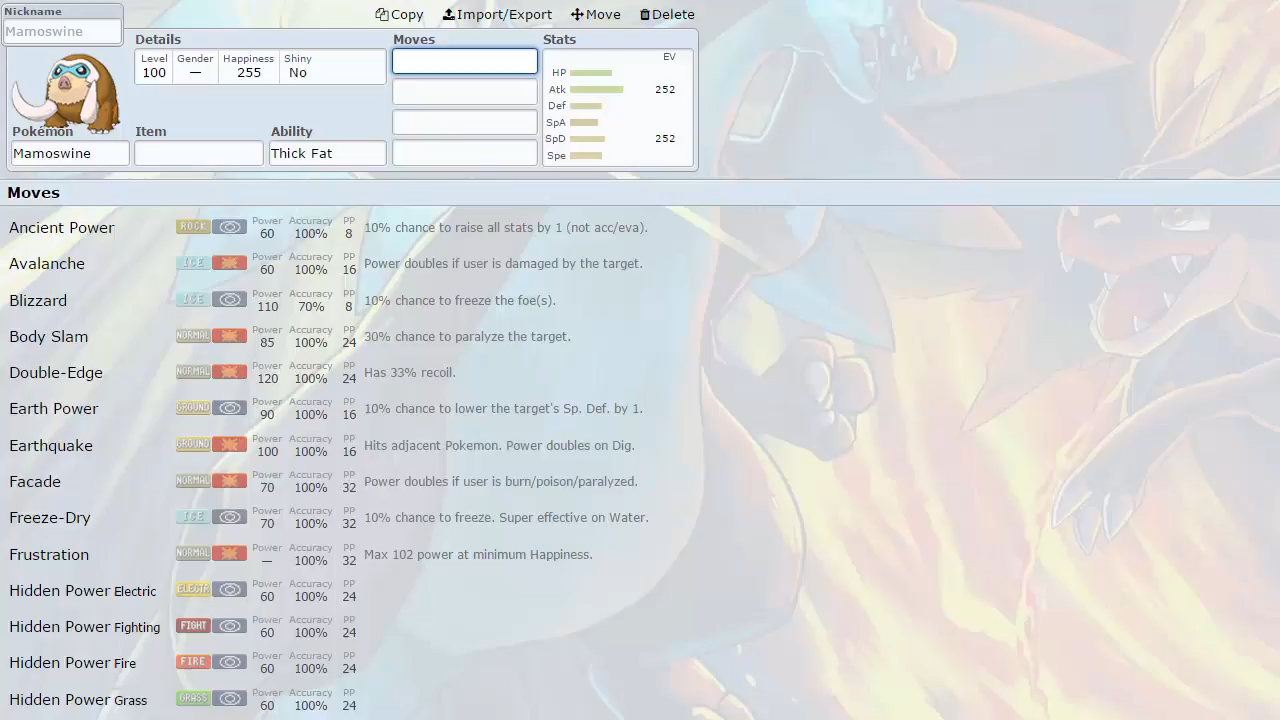 Nickname
Mamoswine
Copy Import/Export Move Delete
Details
Level Gender Happiness Shiny
100 — 255 No
Pokémon Item Ability
Mamoswine Thick Fat
Moves
Stats
EV
HP
Atk 252
Def
SpA
SpD 252
Spe
Moves
Ancient Power ROCK Power 60 Accuracy 100% PP 8 10% chance to raise all stats by 1 (not acc/eva).
Avalanche ICE Power 60 Accuracy 100% PP 16 Power doubles if user is damaged by the target.
Blizzard ICE Power 110 Accuracy 70% PP 8 10% chance to freeze the foe(s).
Body Slam NORMAL Power 85 Accuracy 100% PP 24 30% chance to paralyze the target.
Double-Edge NORMAL Power 120 Accuracy 100% PP 24 Has 33% recoil.
Earth Power GROUND Power 90 Accuracy 100% PP 16 10% chance to lower the target's Sp. Def. by 1.
Earthquake GROUND Power 100 Accuracy 100% PP 16 Hits adjacent Pokemon. Power doubles on Dig.
Facade NORMAL Power 70 Accuracy 100% PP 32 Power doubles if user is burn/poison/paralyzed.
Freeze-Dry ICE Power 70 Accuracy 100% PP 32 10% chance to freeze. Super effective on Water.
Frustration NORMAL Power — Accuracy 100% PP 32 Max 102 power at minimum Happiness.
Hidden Power Electric ELECTR Power 60 Accuracy 100% PP 24
Hidden Power Fighting FIGHT Power 60 Accuracy 100% PP 24
Hidden Power Fire FIRE Power 60 Accuracy 100% PP 24
Hidden Power Grass GRASS Power 60 Accuracy 100% PP 24